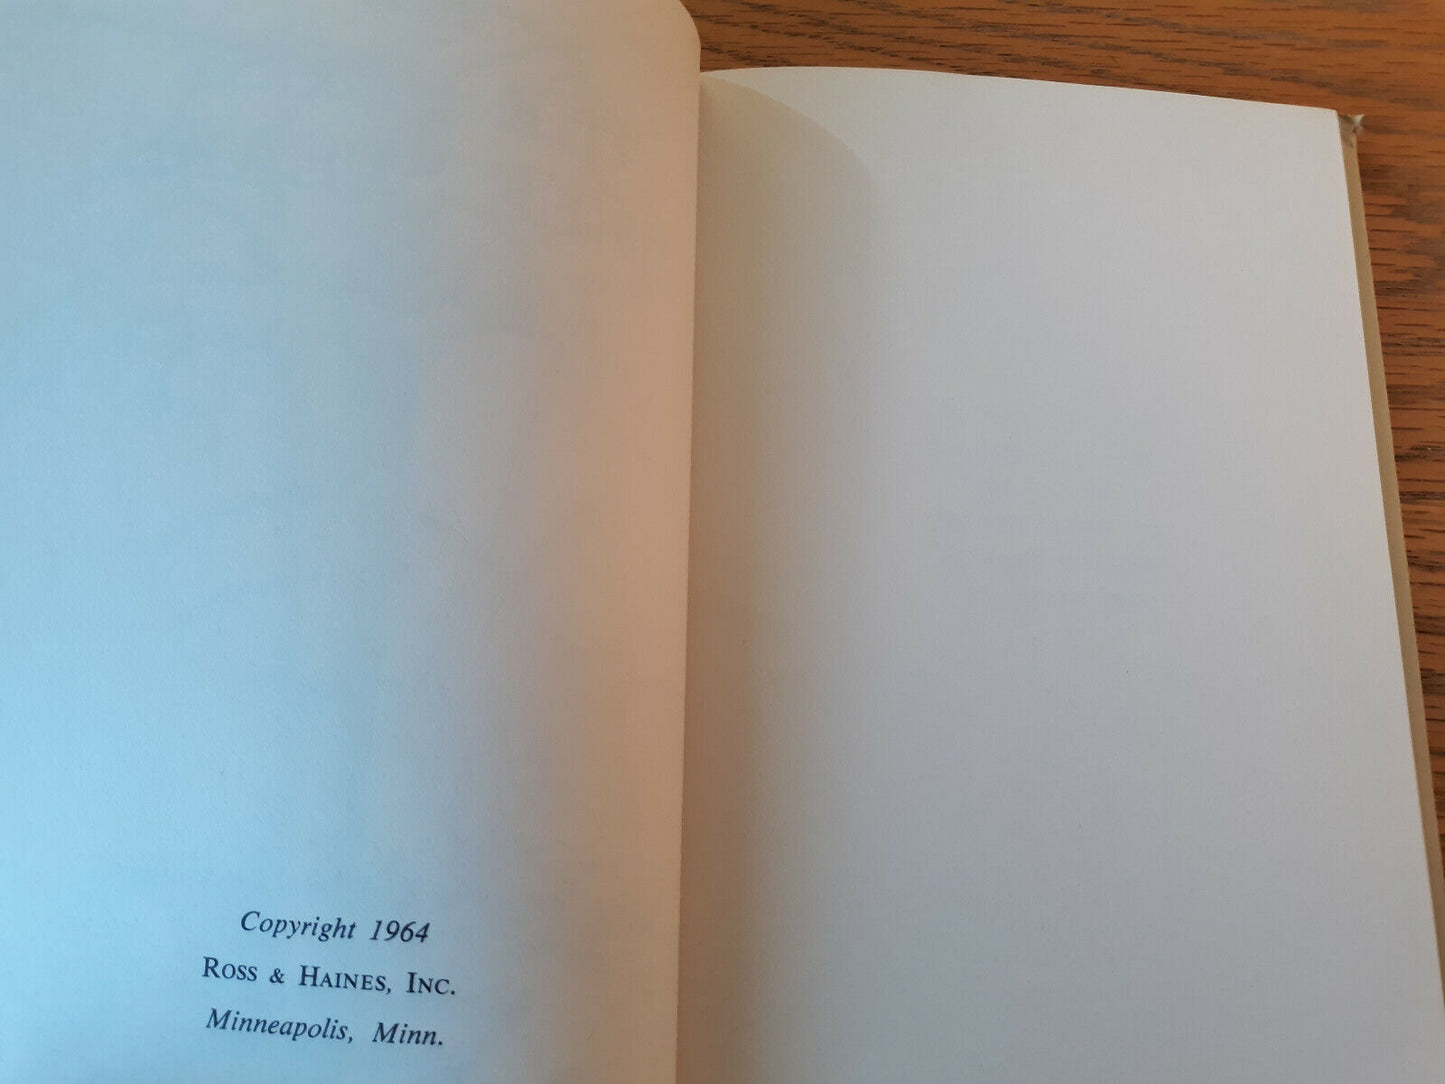 Copyright 1964
Ross & Haines, Inc.
Minneapolis, Minn.